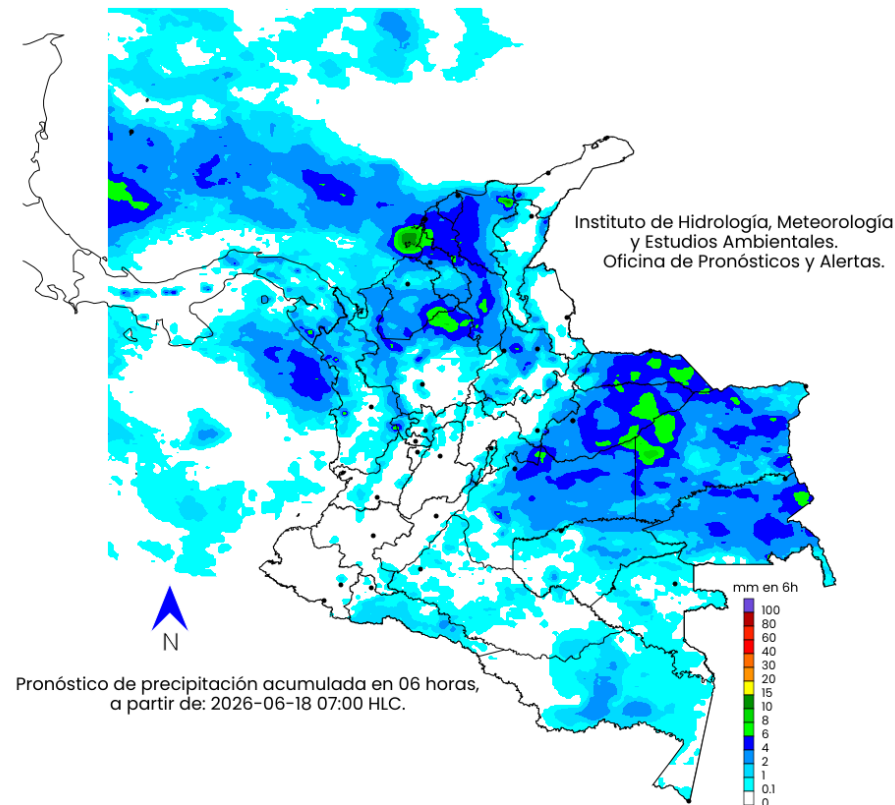 Instituto de Hidrología, Meteorología
y Estudios Ambientales.
Oficina de Pronósticos y Alertas.
mm en 6h
100
80
60
40
30
20
15
10
8
6
4
2
1
0.1
0
N
Pronóstico de precipitación acumulada en 06 horas,
a partir de: 2026-06-18 07:00 HLC.